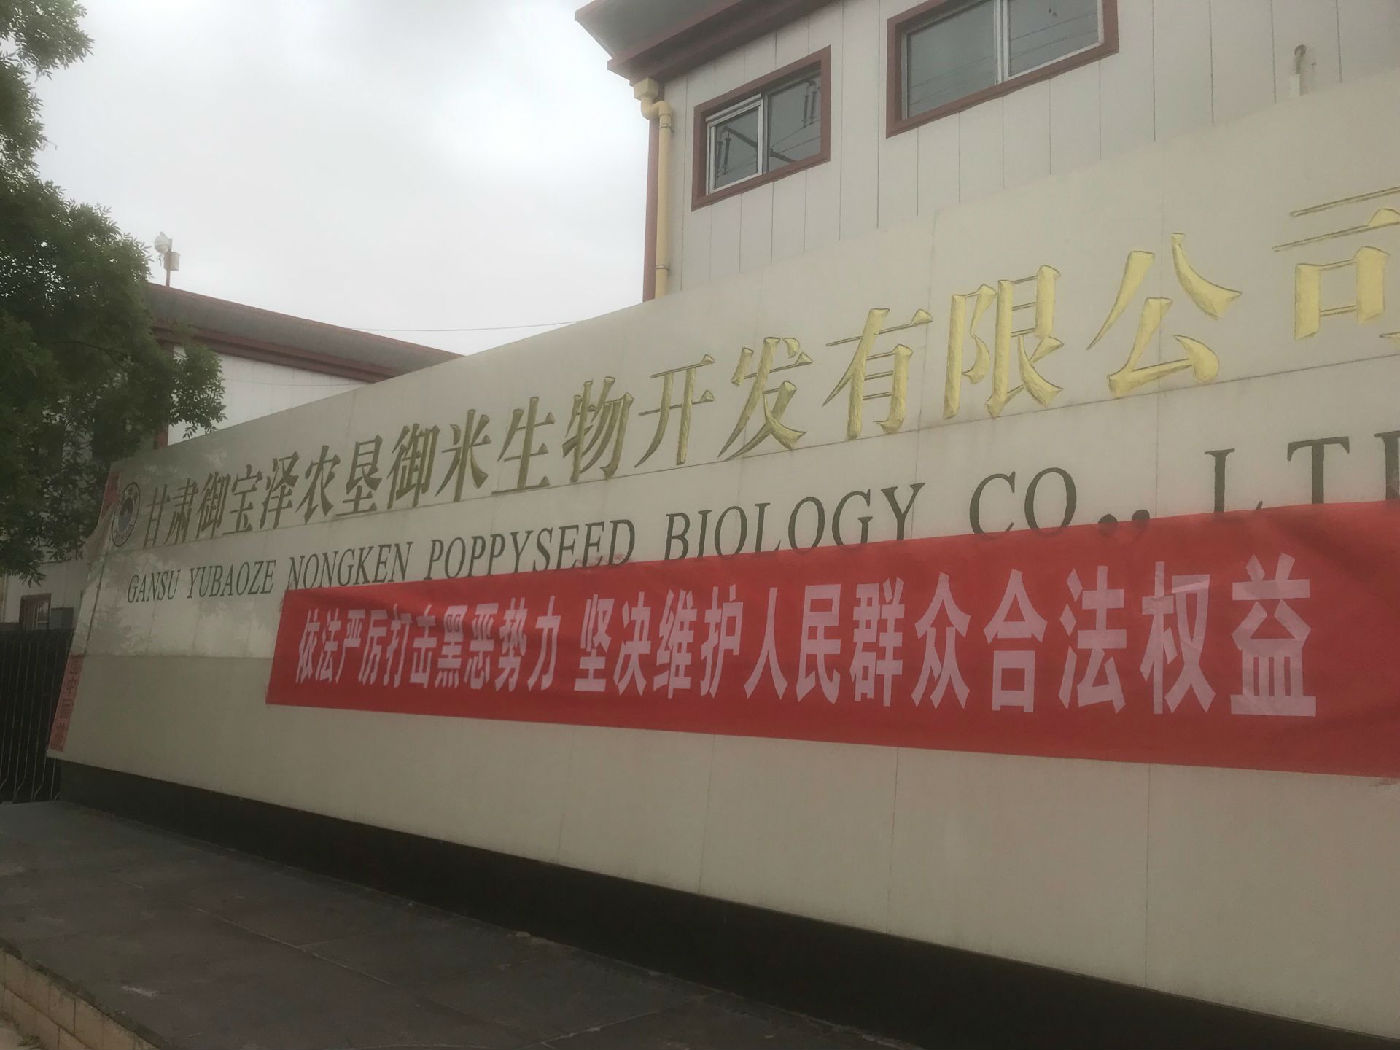 甘肃御宝泽农垦御米生物开发有限公司
GANSU YUBAOZE NONGKEN POPPYSEED BIOLOGY CO., LT
依法严厉打击黑恶势力 坚决维护人民群众合法权益